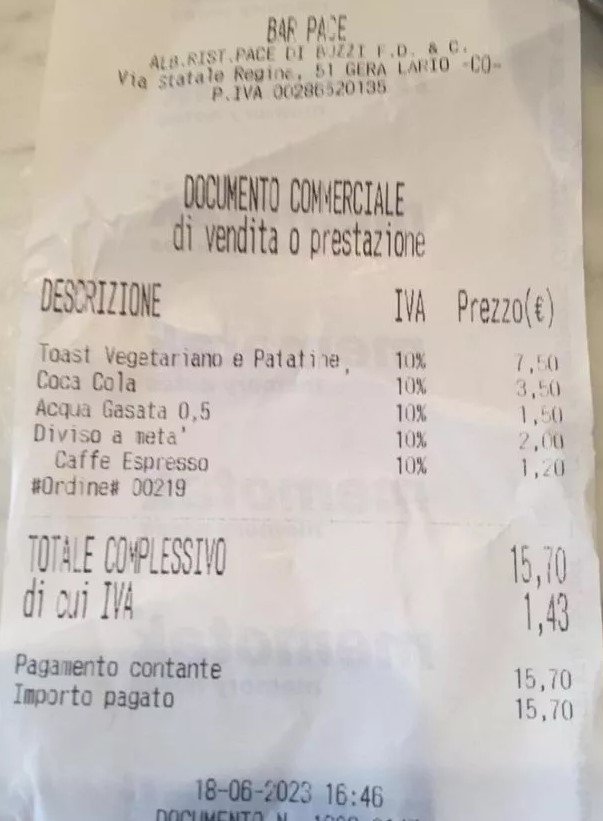 BAR PACE
ALB.RIST.PACE DI BUZZI F.D. & C.
Via Statale Regina, 51 GERA LARIO -CO-
P.IVA 00286520135
DOCUMENTO COMMERCIALE
di vendita o prestazione
DESCRIZIONE IVA Prezzo(€)
Toast Vegetariano e Patatine, 10% 7,50
Coca Cola 10% 3,50
Acqua Gasata 0,5 10% 1,50
Diviso a meta' 10% 2,00
Caffe Espresso 10% 1,20
#Ordine# 00219
TOTALE COMPLESSIVO 15,70
di cui IVA 1,43
Pagamento contante 15,70
Importo pagato 15,70
18-06-2023 16:46
DOCUMENTO N.